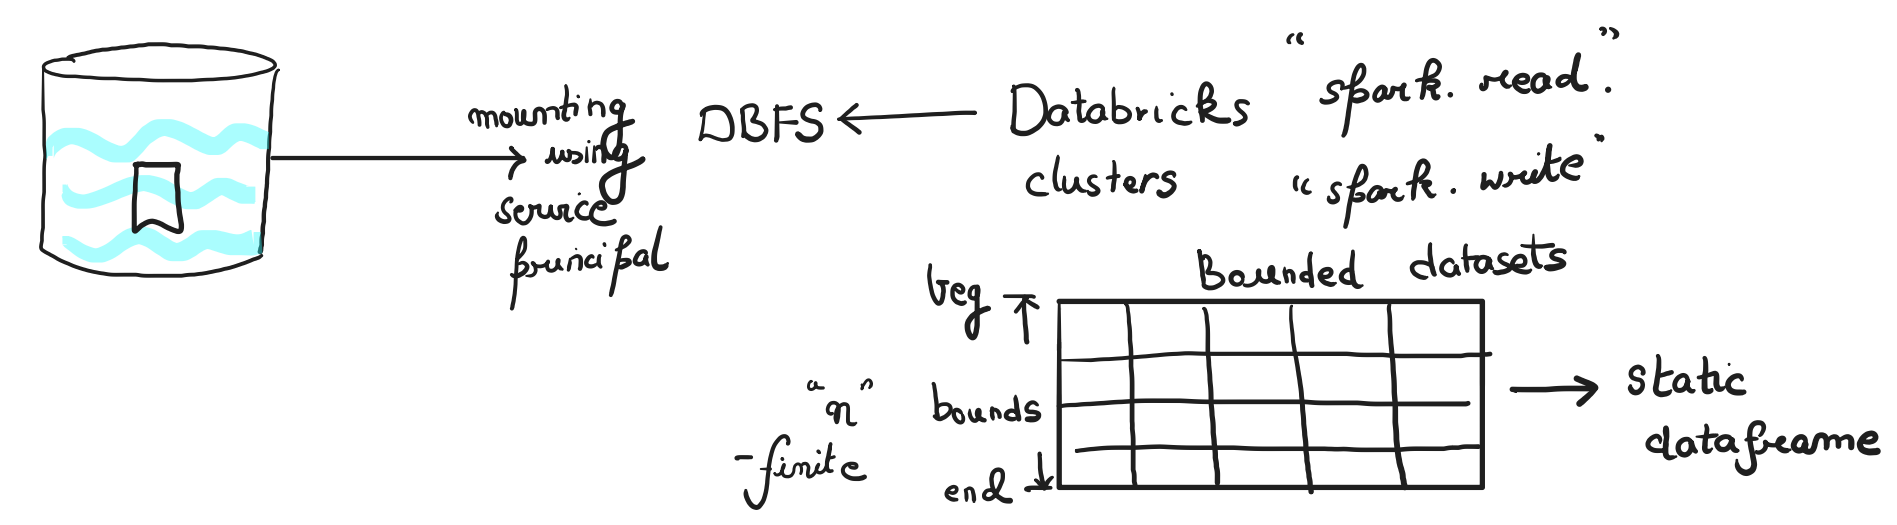 mounting
using
service
principal
DBFS
Databricks
clusters
" spark. read . "
" spark . write "
Bounded datasets
beg
bounds
end
" n "
- finite
static
dataframe